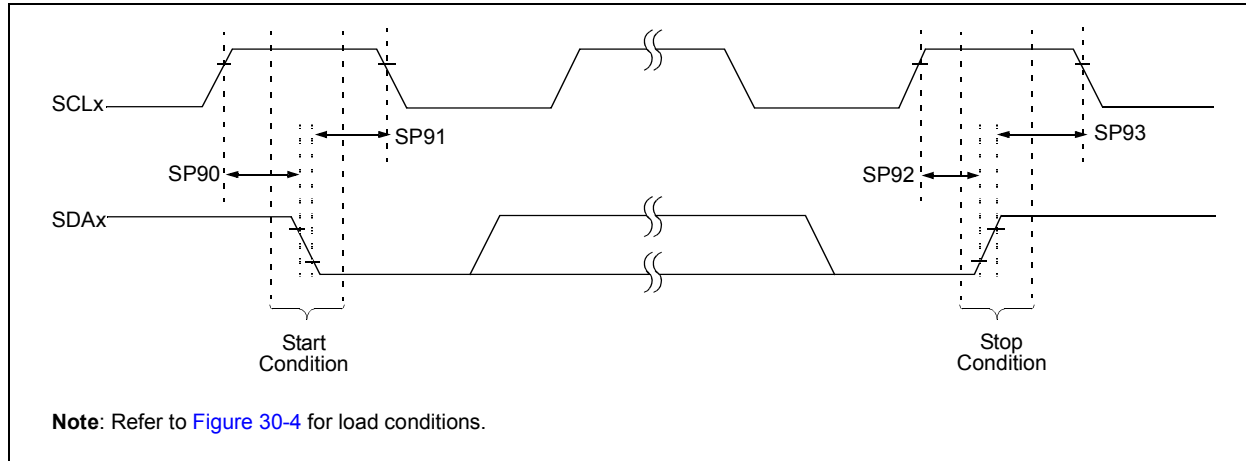 SCLx
SP91
SP93
SP90
SP92
SDAx
Start
Condition
Stop
Condition
Note: Refer to Figure 30-4 for load conditions.